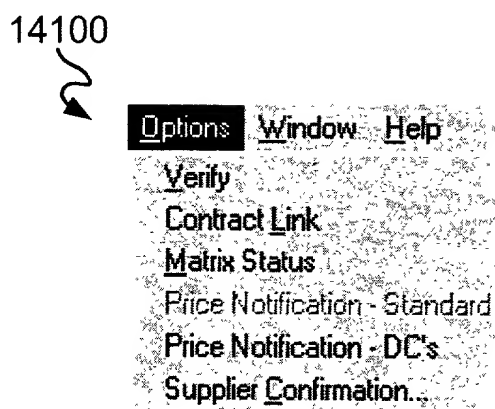 14100
Options Window Help
Verify
Contract Link
Matrix Status
Price Notification - Standard
Price Notification - DC's
Supplier Confirmation...